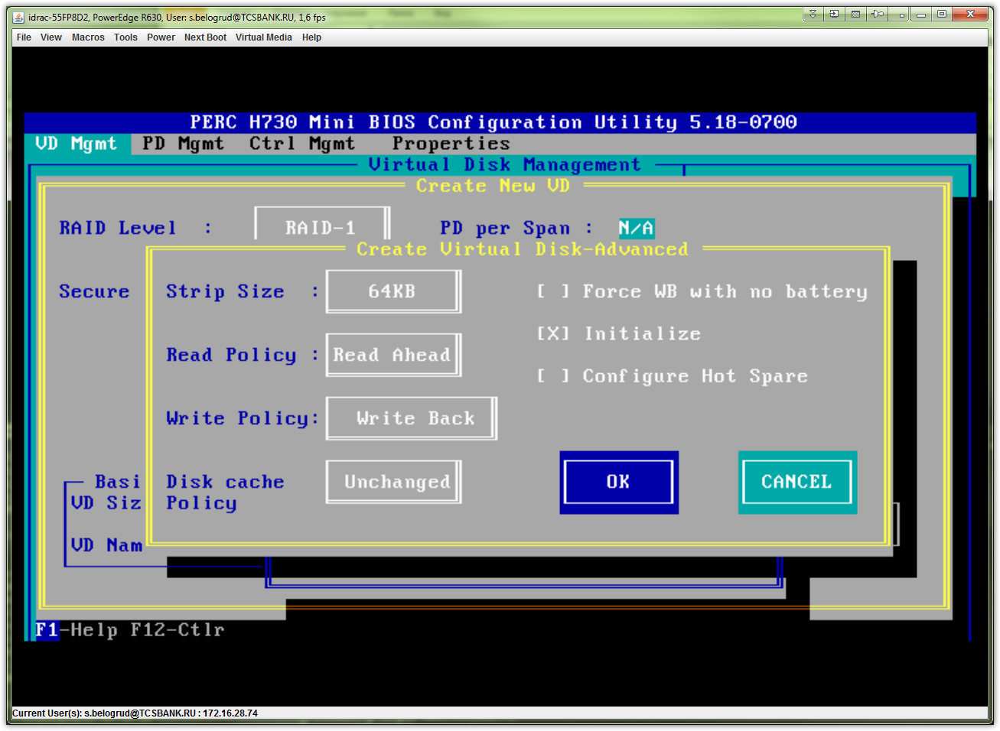 idrac-55FP8D2, PowerEdge R630, User: s.belogrud@TCSBANK.RU, 1,6 fps
File View Macros Tools Power Next Boot Virtual Media Help
PERC H730 Mini BIOS Configuration Utility 5.18-0700
VD Mgmt PD Mgmt Ctrl Mgmt Properties
Virtual Disk Management
Create New VD
RAID Level : RAID-1 PD per Span : N/A
Create Virtual Disk-Advanced
Secure Strip Size : 64KB [ ] Force WB with no battery
[X] Initialize
Read Policy : Read Ahead
[ ] Configure Hot Spare
Write Policy: Write Back
Basi Disk cache Unchanged OK CANCEL
VD Siz Policy
VD Nam
F1-Help F12-Ctlr
Current User(s): s.belogrud@TCSBANK.RU : 172.16.28.74